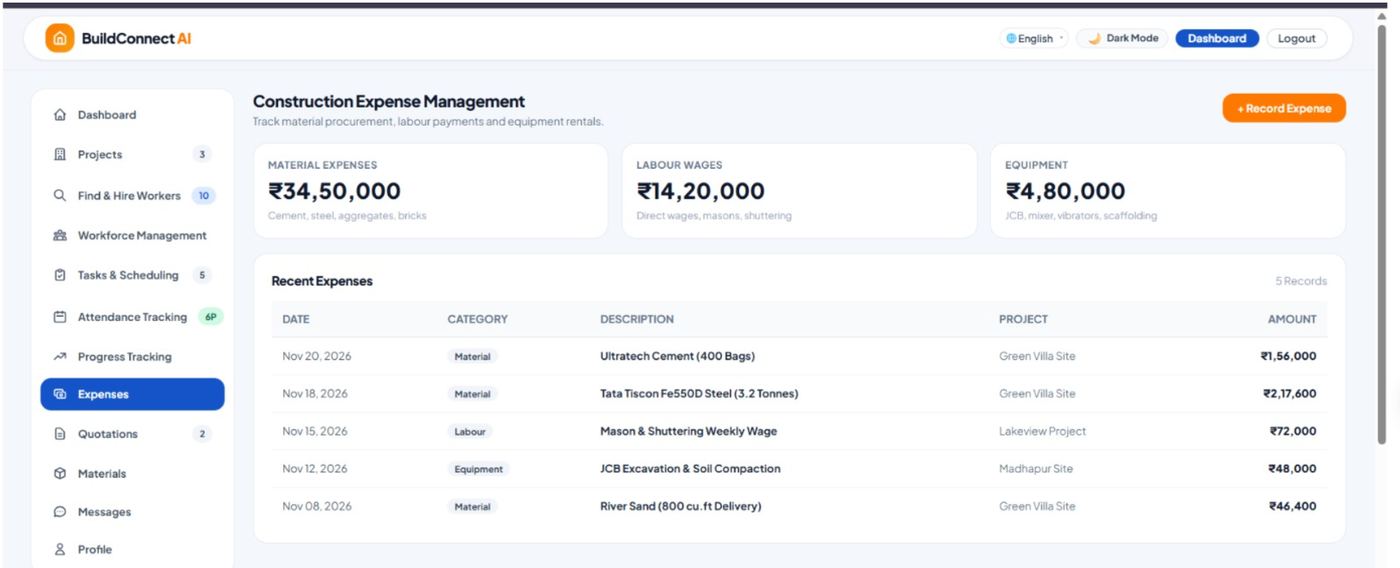 BuildConnect AI
English
Dark Mode
Dashboard
Logout
Dashboard
Projects 3
Find & Hire Workers 10
Workforce Management
Tasks & Scheduling 5
Attendance Tracking 6P
Progress Tracking
Expenses
Quotations 2
Materials
Messages
Profile
Construction Expense Management
Track material procurement, labour payments and equipment rentals.
+ Record Expense
MATERIAL EXPENSES
₹34,50,000
Cement, steel, aggregates, bricks
LABOUR WAGES
₹14,20,000
Direct wages, masons, shuttering
EQUIPMENT
₹4,80,000
JCB, mixer, vibrators, scaffolding
Recent Expenses 5 Records
DATE CATEGORY DESCRIPTION PROJECT AMOUNT
Nov 20, 2026 Material Ultratech Cement (400 Bags) Green Villa Site ₹1,56,000
Nov 18, 2026 Material Tata Tiscon Fe550D Steel (3.2 Tonnes) Green Villa Site ₹2,17,600
Nov 15, 2026 Labour Mason & Shuttering Weekly Wage Lakeview Project ₹72,000
Nov 12, 2026 Equipment JCB Excavation & Soil Compaction Madhapur Site ₹48,000
Nov 08, 2026 Material River Sand (800 cu.ft Delivery) Green Villa Site ₹46,400